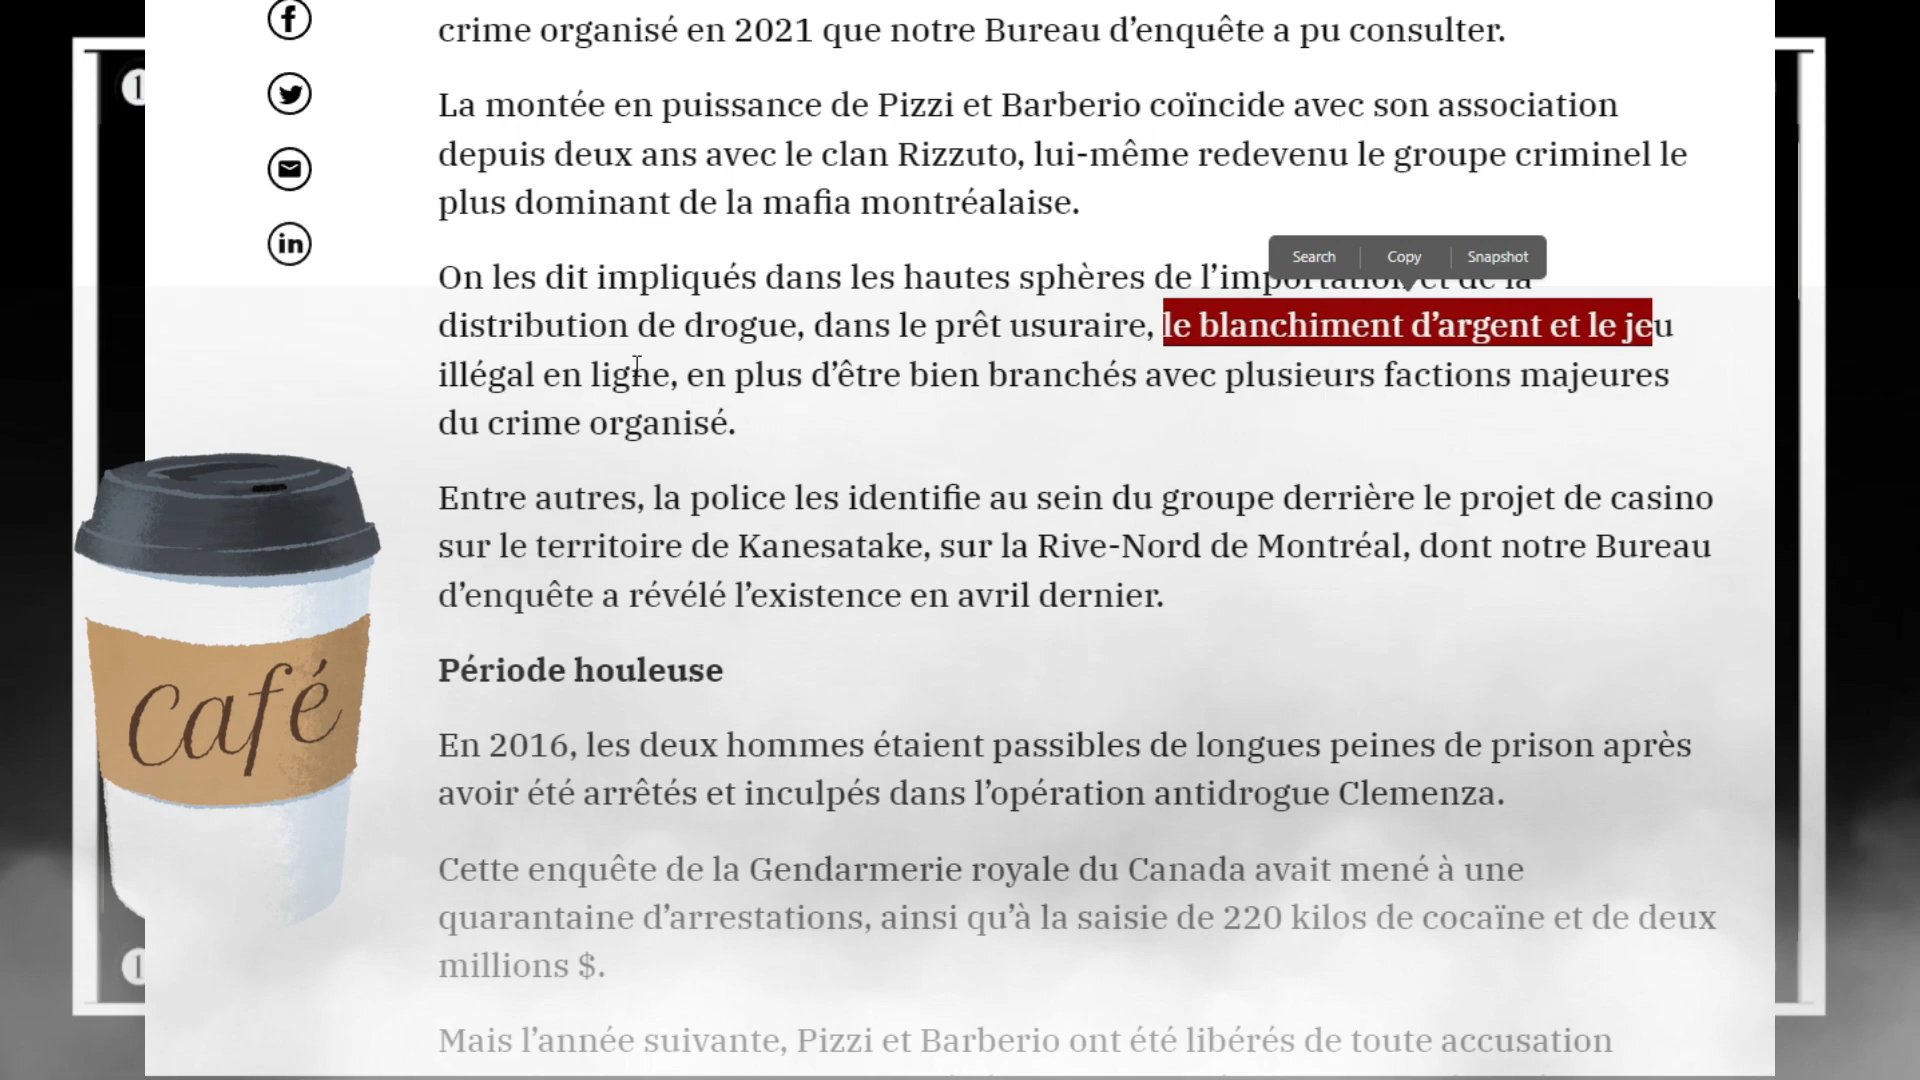 crime organisé en 2021 que notre Bureau d’enquête a pu consulter.
La montée en puissance de Pizzi et Barberio coïncide avec son association
depuis deux ans avec le clan Rizzuto, lui-même redevenu le groupe criminel le
plus dominant de la mafia montréalaise.
Search Copy Snapshot
On les dit impliqués dans les hautes sphères de l’importation et de la
distribution de drogue, dans le prêt usuraire, le blanchiment d’argent et le jeu
illégal en ligne, en plus d’être bien branchés avec plusieurs factions majeures
du crime organisé.
Entre autres, la police les identifie au sein du groupe derrière le projet de casino
sur le territoire de Kanesatake, sur la Rive-Nord de Montréal, dont notre Bureau
d’enquête a révélé l’existence en avril dernier.
Café
Période houleuse
En 2016, les deux hommes étaient passibles de longues peines de prison après
avoir été arrêtés et inculpés dans l’opération antidrogue Clemenza.
Cette enquête de la Gendarmerie royale du Canada avait mené à une
quarantaine d’arrestations, ainsi qu’à la saisie de 220 kilos de cocaïne et de deux
millions $.
Mais l’année suivante, Pizzi et Barberio ont été libérés de toute accusation